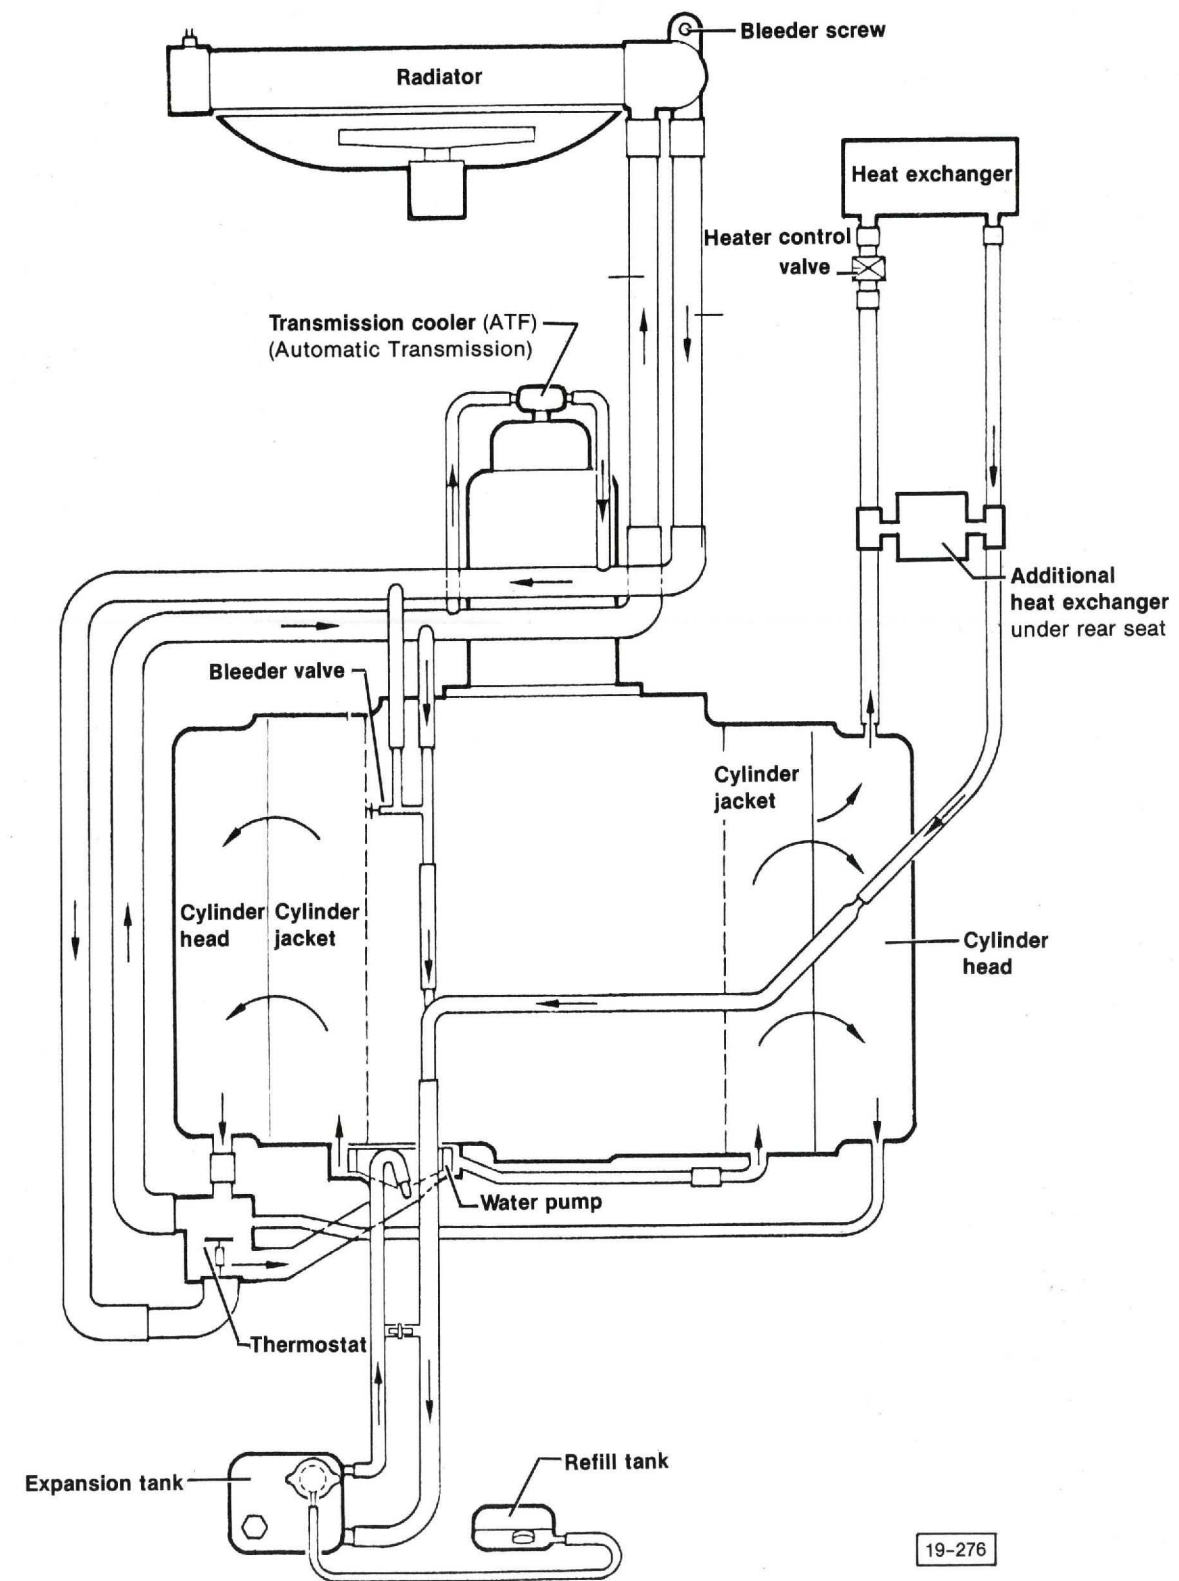 Bleeder screw
Radiator
Heat exchanger
Heater control
valve
Transmission cooler (ATF)
(Automatic Transmission)
Additional
heat exchanger
under rear seat
Bleeder valve
Cylinder
jacket
Cylinder
head
Cylinder
jacket
Cylinder
head
Water pump
Thermostat
Expansion tank
Refill tank
19-276